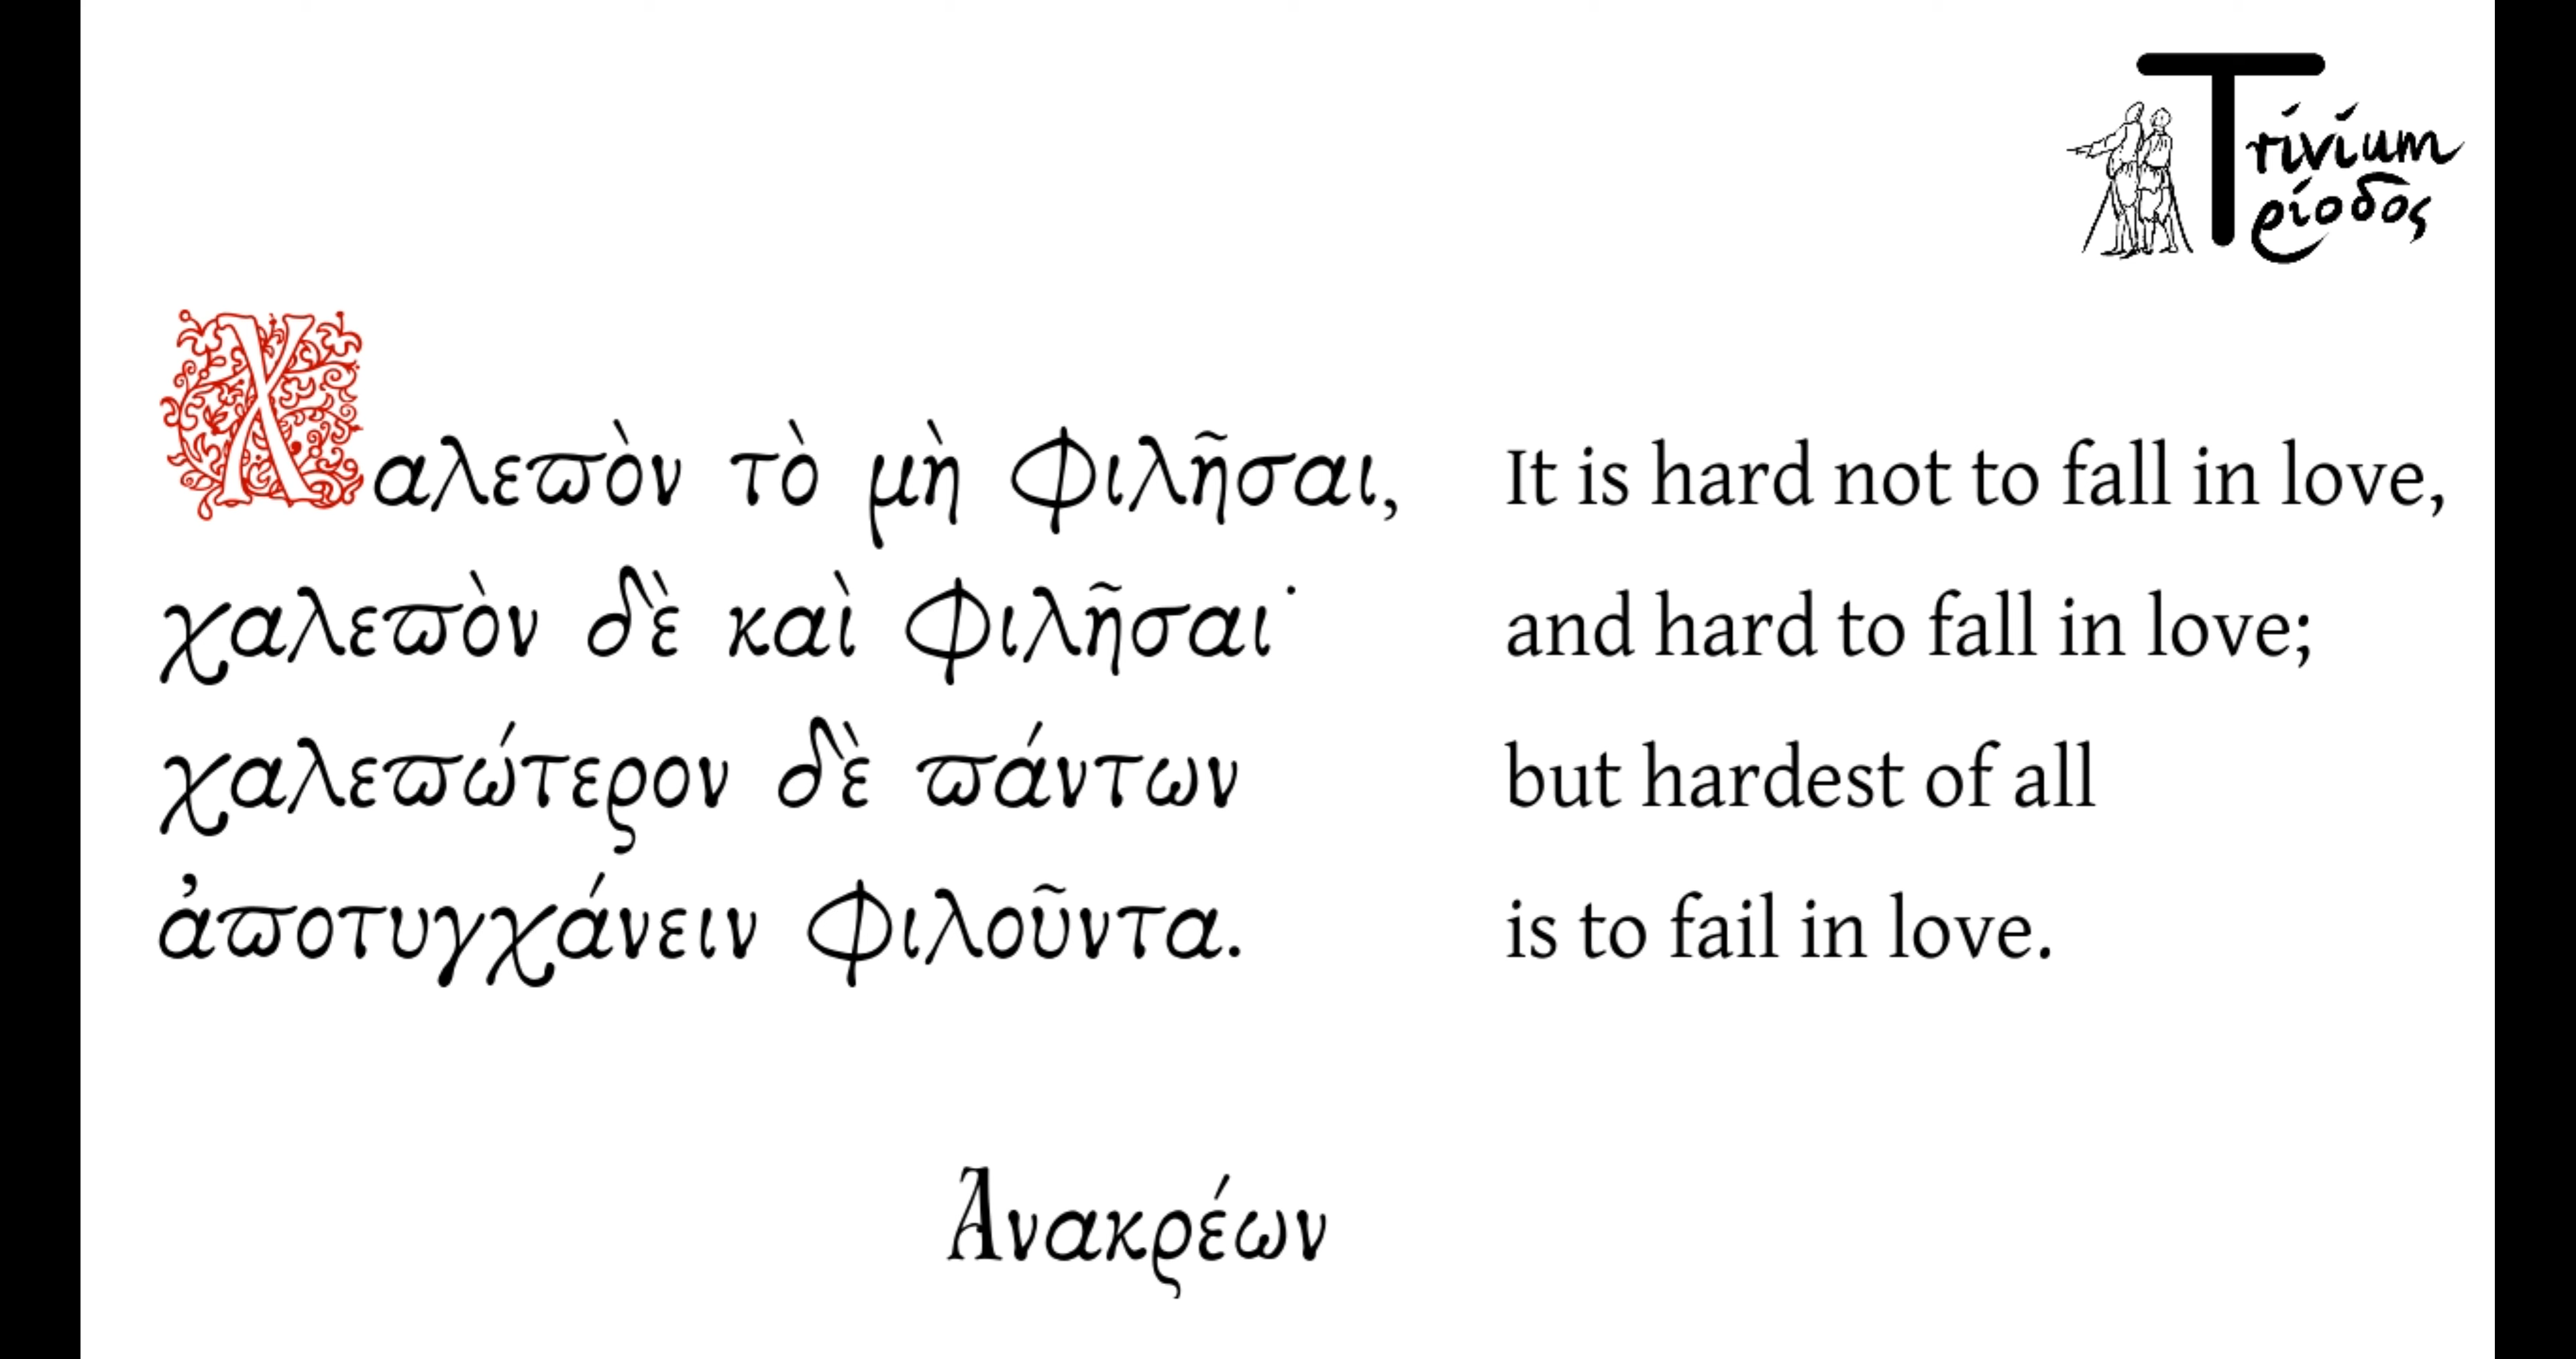 Trivium
Τρίοδος
Χαλεπὸν τὸ μὴ φιλῆσαι,
χαλεπὸν δὲ καὶ φιλῆσαι·
χαλεπώτερον δὲ πάντων
ἀποτυγχάνειν φιλοῦντα.
It is hard not to fall in love,
and hard to fall in love;
but hardest of all
is to fail in love.
Ἀνακρέων